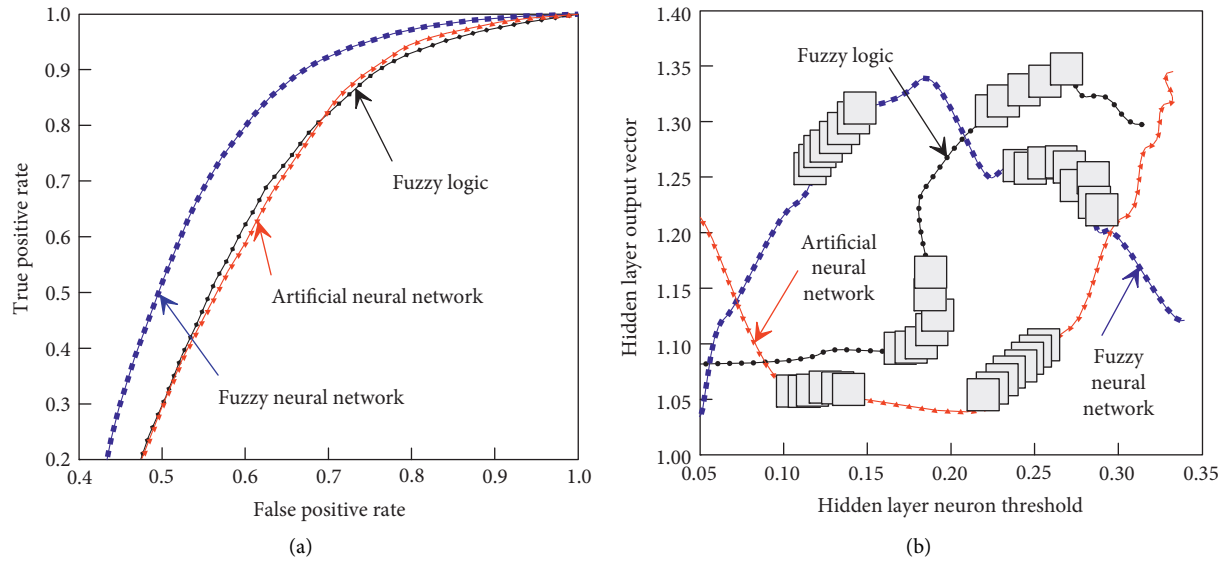 1.0
0.9
0.8
0.7
0.6
0.5
0.4
0.3
0.2
True positive rate
Fuzzy logic
Artificial neural network
Fuzzy neural network
0.4 0.5 0.6 0.7 0.8 0.9 1.0
False positive rate
(a)
1.40
1.35
1.30
1.25
1.20
1.15
1.10
1.05
1.00
Hidden layer output vector
Fuzzy logic
Artificial
neural
network
Fuzzy
neural
network
0.05 0.10 0.15 0.20 0.25 0.30 0.35
Hidden layer neuron threshold
(b)